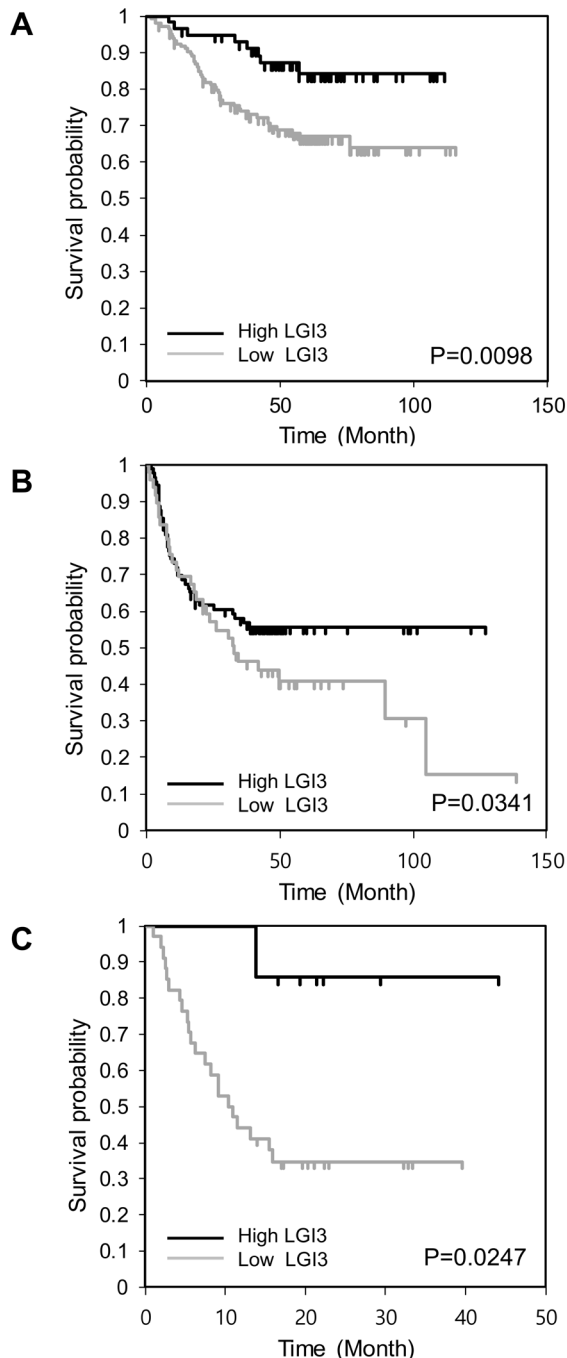 A
Survival probability
1
0.9
0.8
0.7
0.6
0.5
0.4
0.3
0.2
0.1
0
High LGI3
Low LGI3
P=0.0098
0 50 100 150
Time (Month)
B
Survival probability
1
0.9
0.8
0.7
0.6
0.5
0.4
0.3
0.2
0.1
0
High LGI3
Low LGI3
P=0.0341
0 50 100 150
Time (Month)
C
Survival probability
1
0.9
0.8
0.7
0.6
0.5
0.4
0.3
0.2
0.1
0
High LGI3
Low LGI3
P=0.0247
0 10 20 30 40 50
Time (Month)